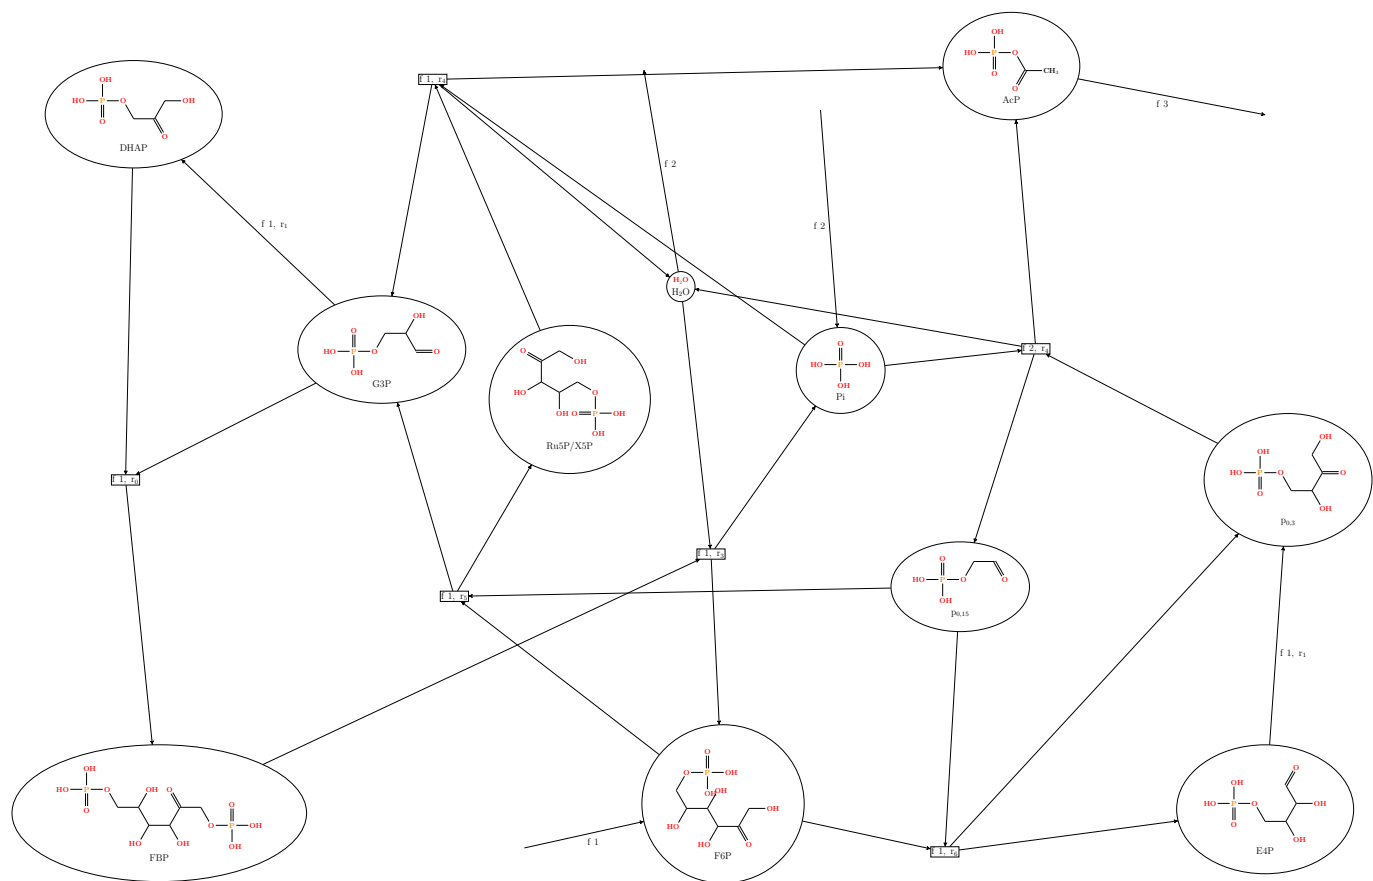 OH
HO P O
O
CH₃
O
AcP
f 1, r₄
f 3
OH
HO P O OH
O O
DHAP
f 2
f 1, r₁
f 2
H₂O
H₂O
OH
O
HO P O O
OH
G3P
O
OH
HO O
OH O P OH
OH
Ru5P/X5P
O
HO P OH
OH
Pi
f 2, r₄
OH
OH
HO P O O
O
OH
p₀,₃
f 1, r₀
f 1, r₃
f 1, r₅
O
HO P O O
OH
p₀,₁₅
f 1, r₁
OH
HO P O OH O
O
O P OH
HO OH OH
FBP
O
O P OH
OH OH
OH
HO
HO O
F6P
f 1
f 1, r₆
O
OH
HO P O OH
O
OH
E4P